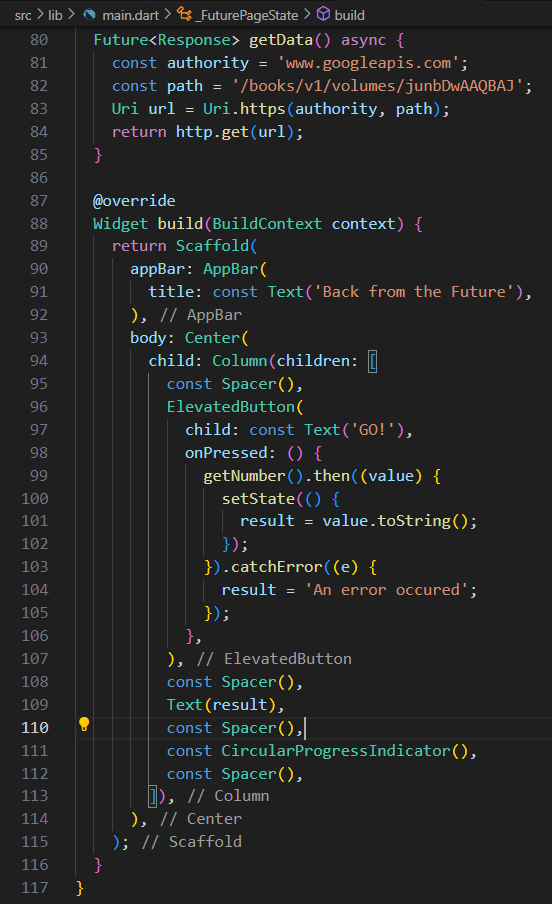 src > lib > main.dart > _FuturePageState > build
80 Future<Response> getData() async {
81 const authority = 'www.googleapis.com';
82 const path = '/books/v1/volumes/junbDwAAQBAJ';
83 Uri url = Uri.https(authority, path);
84 return http.get(url);
85 }
86
87 @override
88 Widget build(BuildContext context) {
89 return Scaffold(
90 appBar: AppBar(
91 title: const Text('Back from the Future'),
92 ), // AppBar
93 body: Center(
94 child: Column(children: [
95 const Spacer(),
96 ElevatedButton(
97 child: const Text('GO!'),
98 onPressed: () {
99 getNumber().then((value) {
100 setState(() {
101 result = value.toString();
102 });
103 }).catchError((e) {
104 result = 'An error occured';
105 });
106 },
107 ), // ElevatedButton
108 const Spacer(),
109 Text(result),
110 const Spacer(),
111 const CircularProgressIndicator(),
112 const Spacer(),
113 ]), // Column
114 ), // Center
115 ); // Scaffold
116 }
117 }